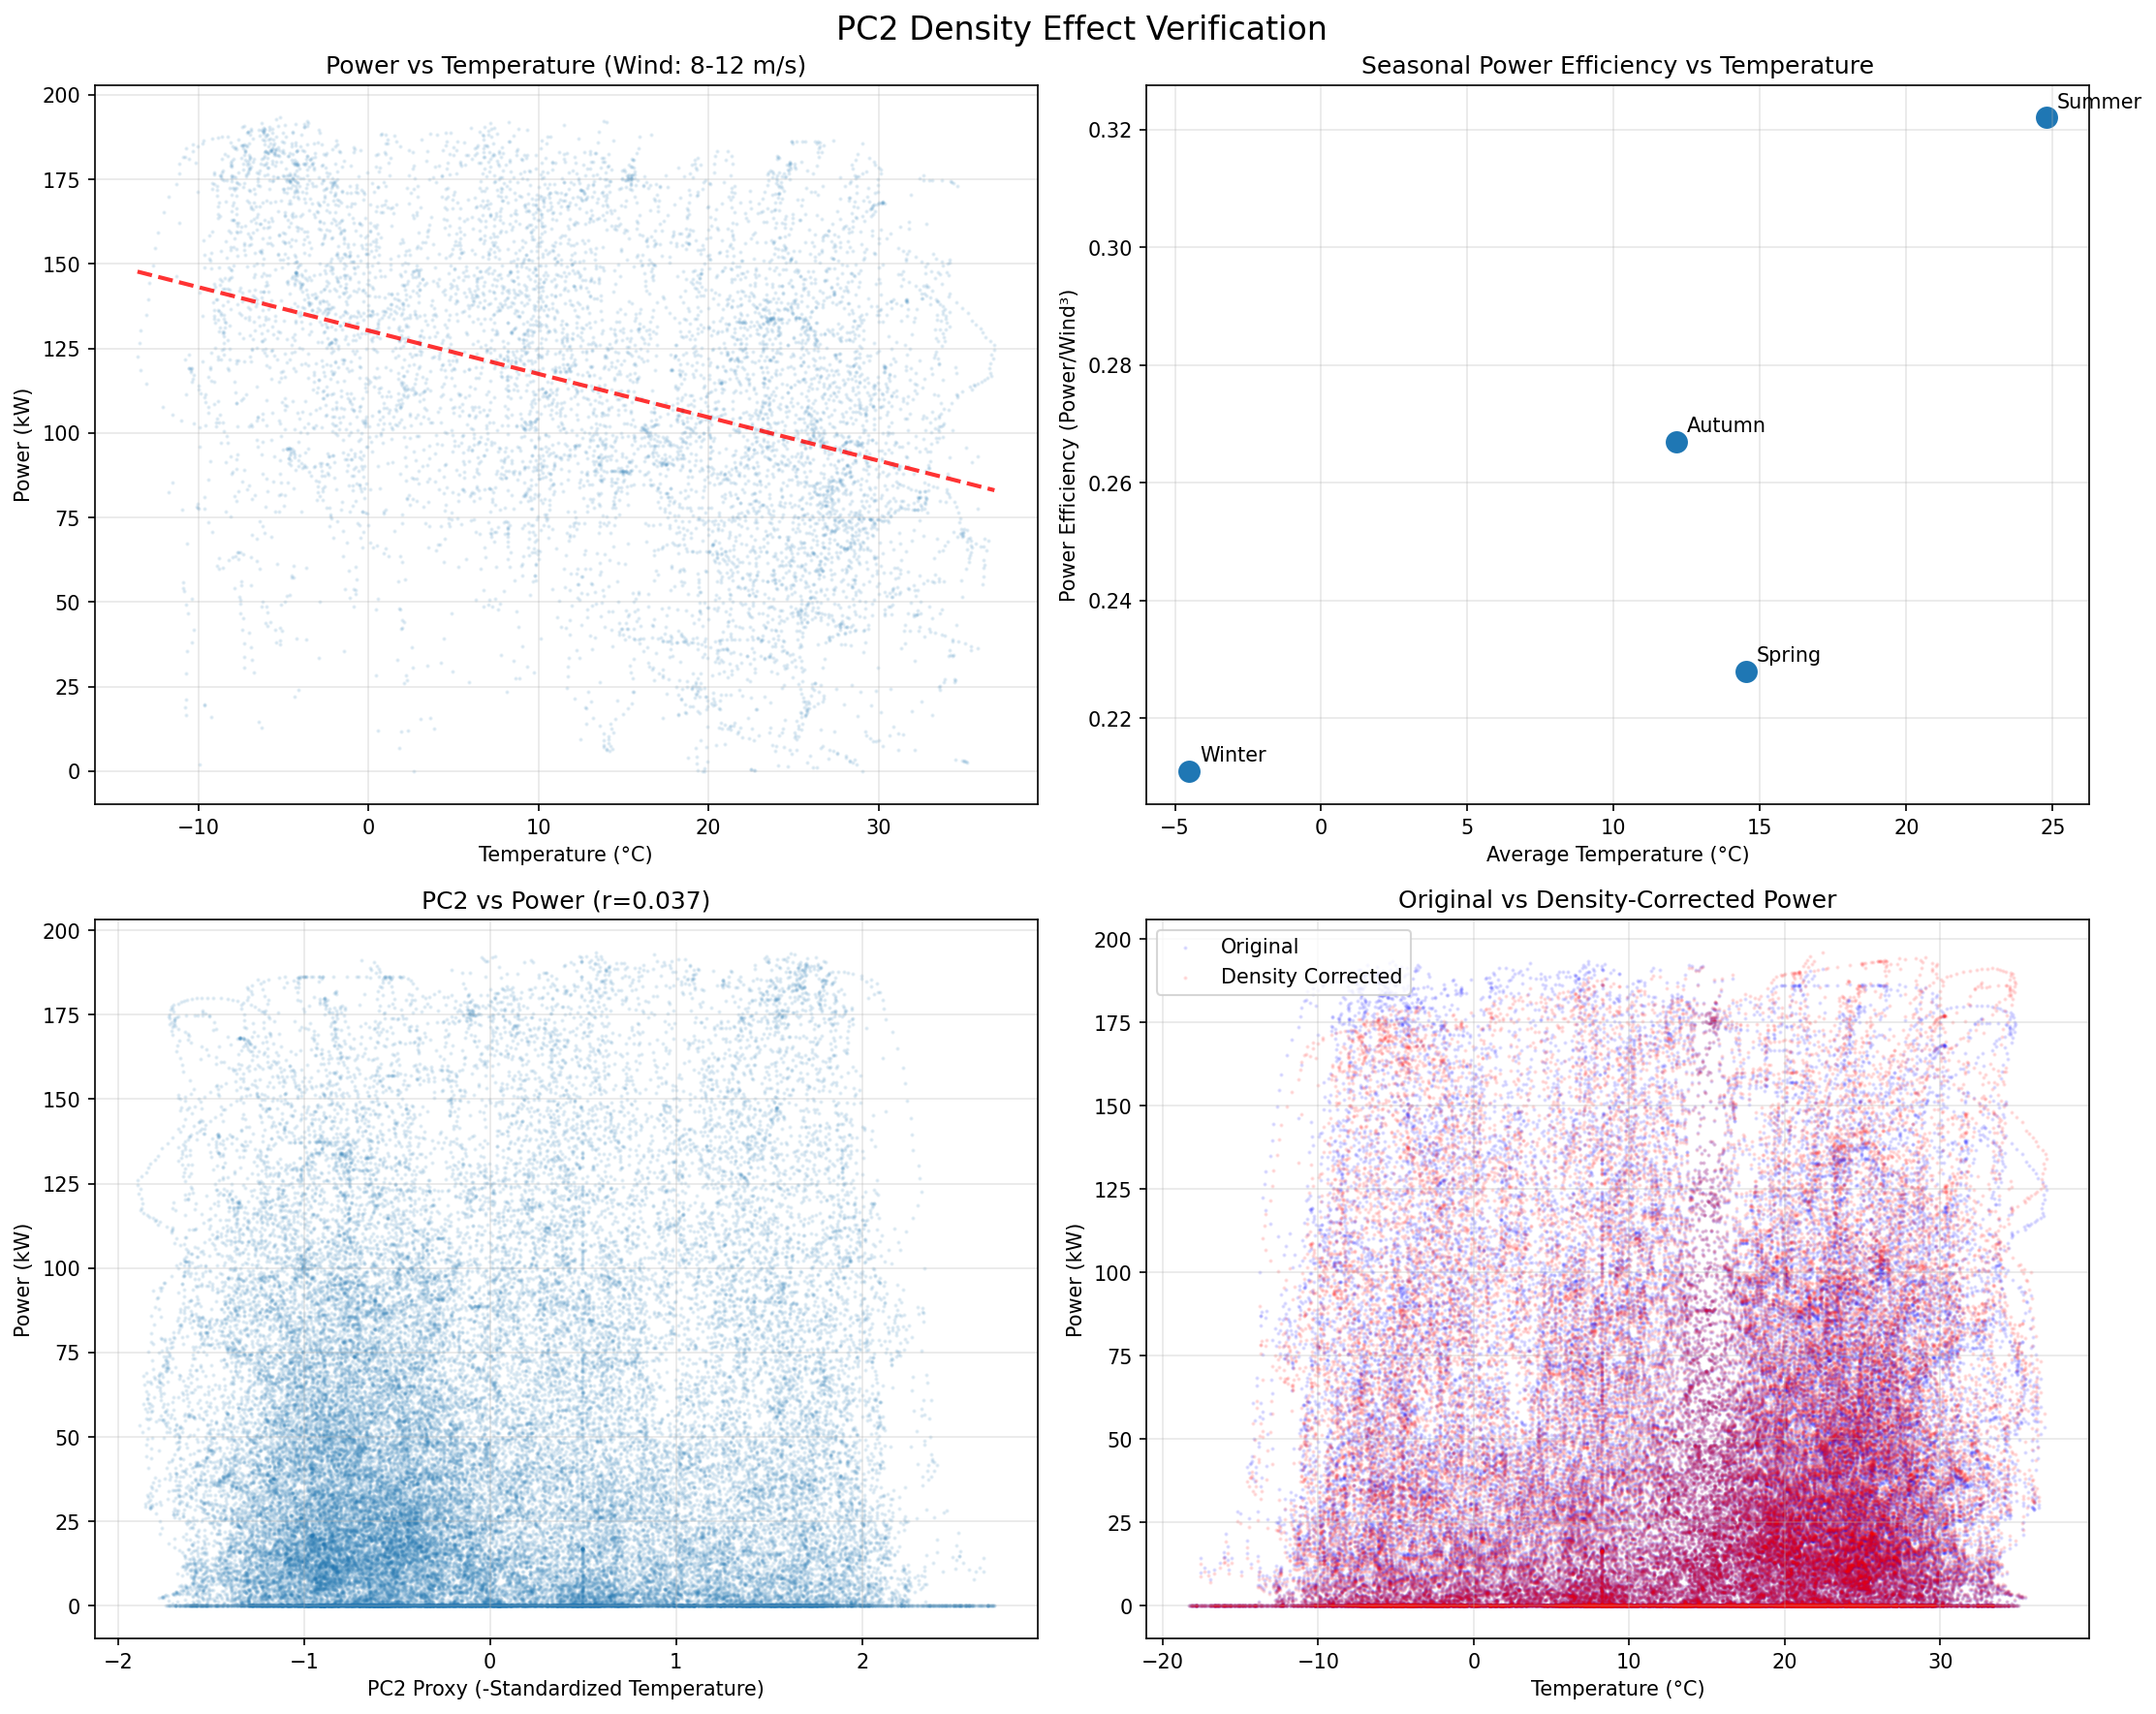 PC2 Density Effect Verification
Power vs Temperature (Wind: 8-12 m/s)
200
175
150
125
100
75
50
25
0
Power (kW)
−10
0
10
20
30
Temperature (°C)
Seasonal Power Efficiency vs Temperature
Summer
Autumn
Spring
Winter
0.32
0.30
0.28
0.26
0.24
0.22
Power Efficiency (Power/Wind³)
−5
0
5
10
15
20
25
Average Temperature (°C)
PC2 vs Power (r=0.037)
200
175
150
125
100
75
50
25
0
Power (kW)
−2
−1
0
1
2
PC2 Proxy (-Standardized Temperature)
Original vs Density-Corrected Power
Original
Density Corrected
200
175
150
125
100
75
50
25
0
Power (kW)
−20
−10
0
10
20
30
Temperature (°C)